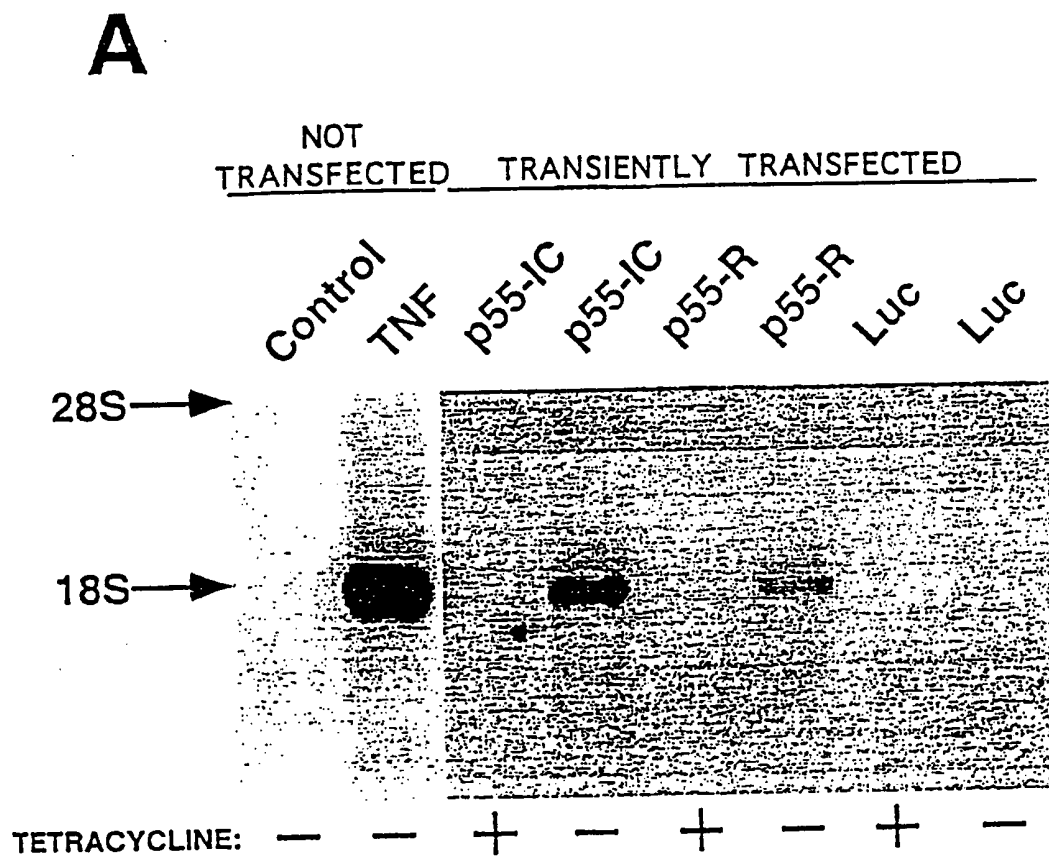 A
NOT
TRANSFECTED
TRANSIENTLY TRANSFECTED
Control
TNF
p55-IC
p55-IC
p55-R
p55-R
Luc
Luc
28S
18S
TETRACYCLINE: — — + — + — + —